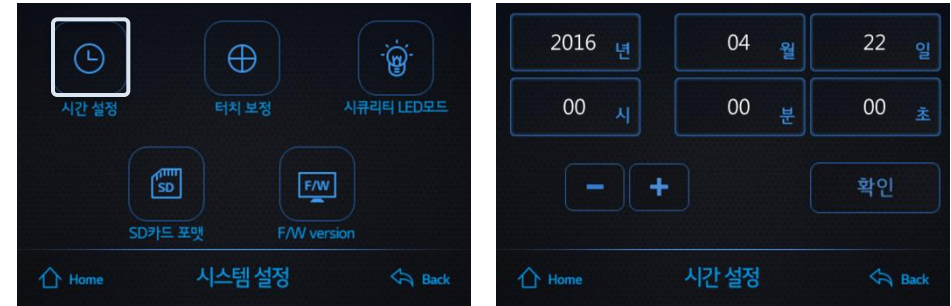 시간 설정 터치 보정 시큐리티 LED모드
SD
F/W
SD카드 포맷 F/W version
Home 시스템 설정 Back
2016 년 04 월 22 일
00 시 00 분 00 초
- +
확인
Home 시간 설정 Back